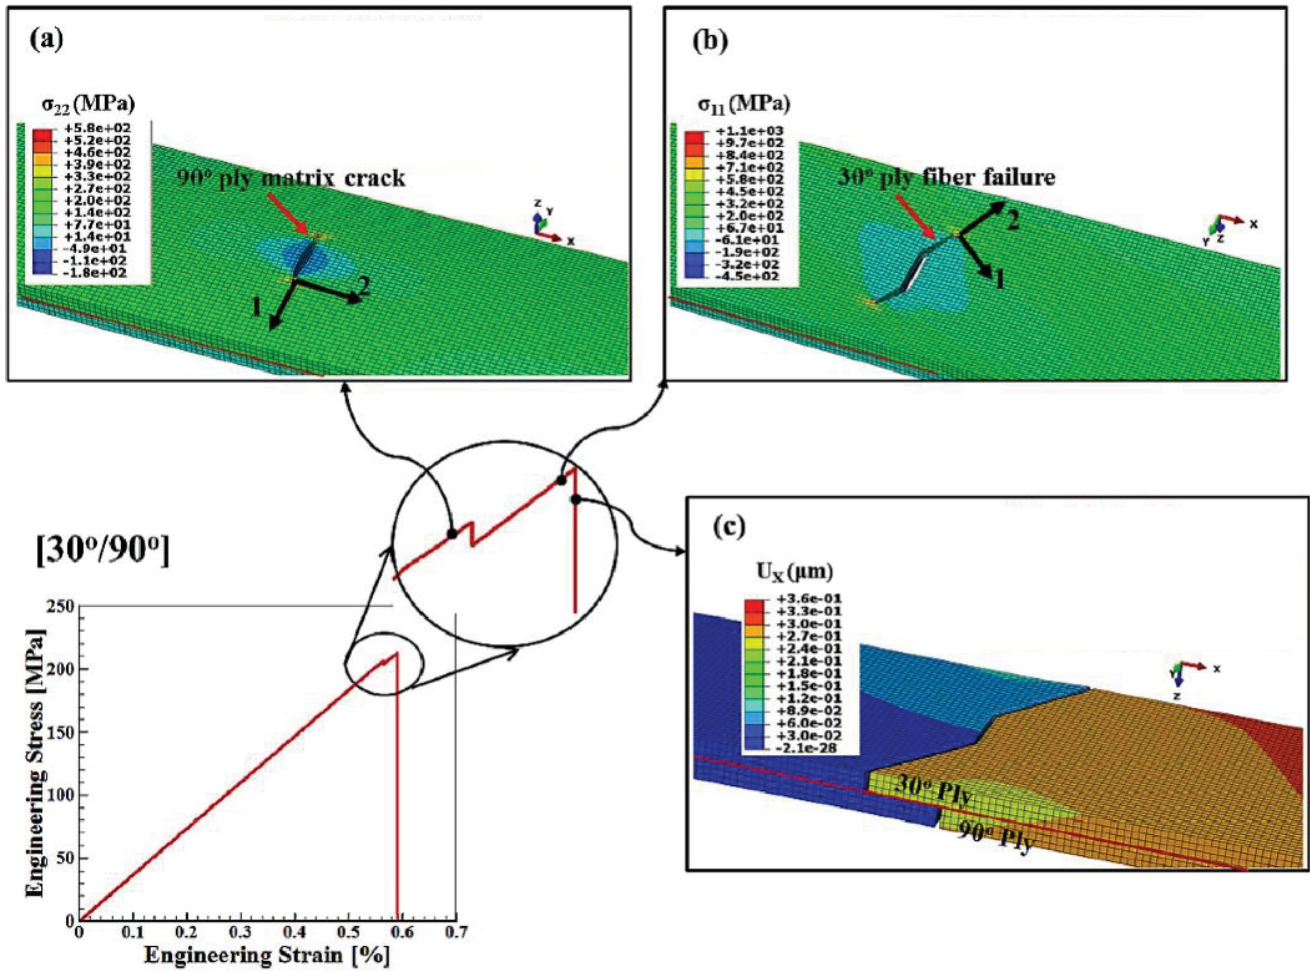 (a)
σ22 (MPa)
+5.8e+02
+5.2e+02
+4.6e+02
+3.9e+02
+3.3e+02
+2.7e+02
+2.0e+02
+1.4e+02
+7.7e+01
+1.4e+01
-4.9e+01
-1.1e+02
-1.8e+02
90° ply matrix crack
1
2
Z
Y
X
(b)
σ11 (MPa)
+1.1e+03
+9.7e+02
+8.4e+02
+7.1e+02
+5.8e+02
+4.5e+02
+3.2e+02
+2.0e+02
+6.7e+01
-6.1e+01
-1.9e+02
-3.2e+02
-4.5e+02
30° ply fiber failure
2
1
X
Y Z
[30°/90°]
Engineering Stress [MPa]
250
200
150
100
50
0
0 0.1 0.2 0.3 0.4 0.5 0.6 0.7
Engineering Strain [%]
(c)
UX (μm)
+3.6e-01
+3.3e-01
+3.0e-01
+2.7e-01
+2.4e-01
+2.1e-01
+1.8e-01
+1.5e-01
+1.2e-01
+8.9e-02
+6.0e-02
+3.0e-02
-2.1e-28
Y
X
Z
30° Ply
90° Ply